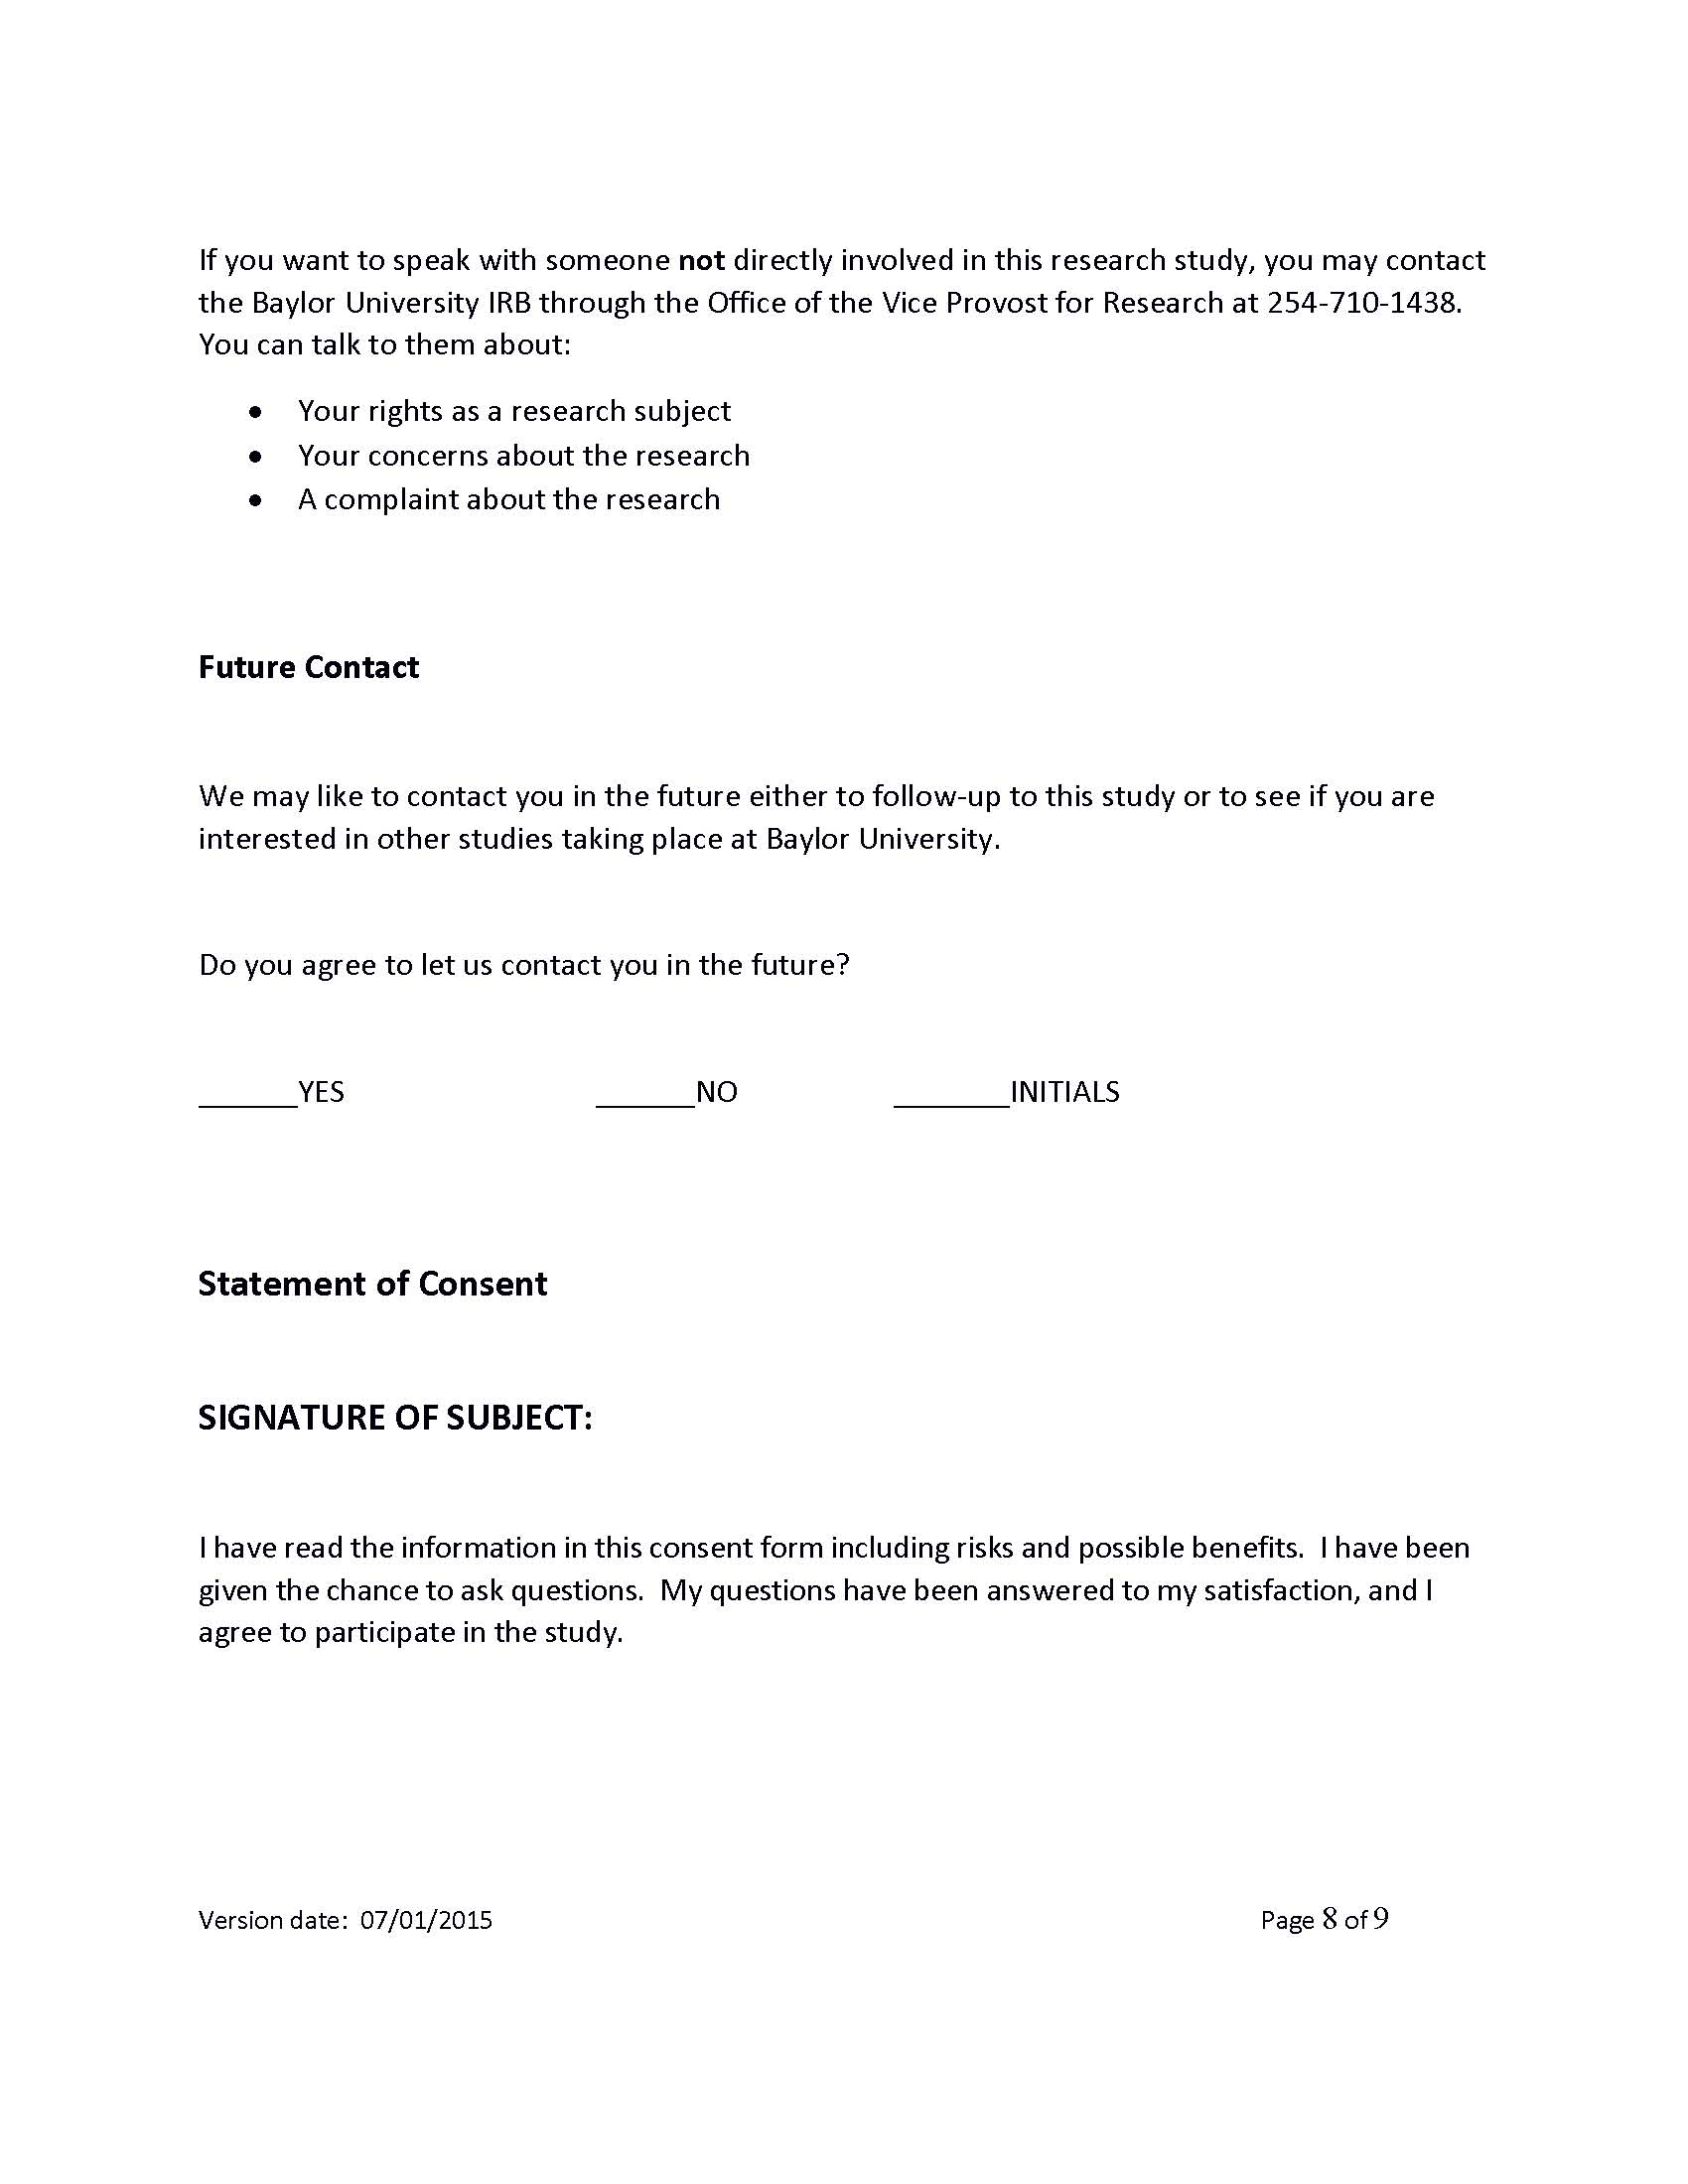 If you want to speak with someone not directly involved in this research study, you may contact
the Baylor University IRB through the Office of the Vice Provost for Research at 254-710-1438.
You can talk to them about:
• Your rights as a research subject
• Your concerns about the research
• A complaint about the research
Future Contact
We may like to contact you in the future either to follow-up to this study or to see if you are
interested in other studies taking place at Baylor University.
Do you agree to let us contact you in the future?
______YES ______NO _______INITIALS
Statement of Consent
SIGNATURE OF SUBJECT:
I have read the information in this consent form including risks and possible benefits.  I have been
given the chance to ask questions.  My questions have been answered to my satisfaction, and I
agree to participate in the study.
Version date:  07/01/2015 Page 8 of 9